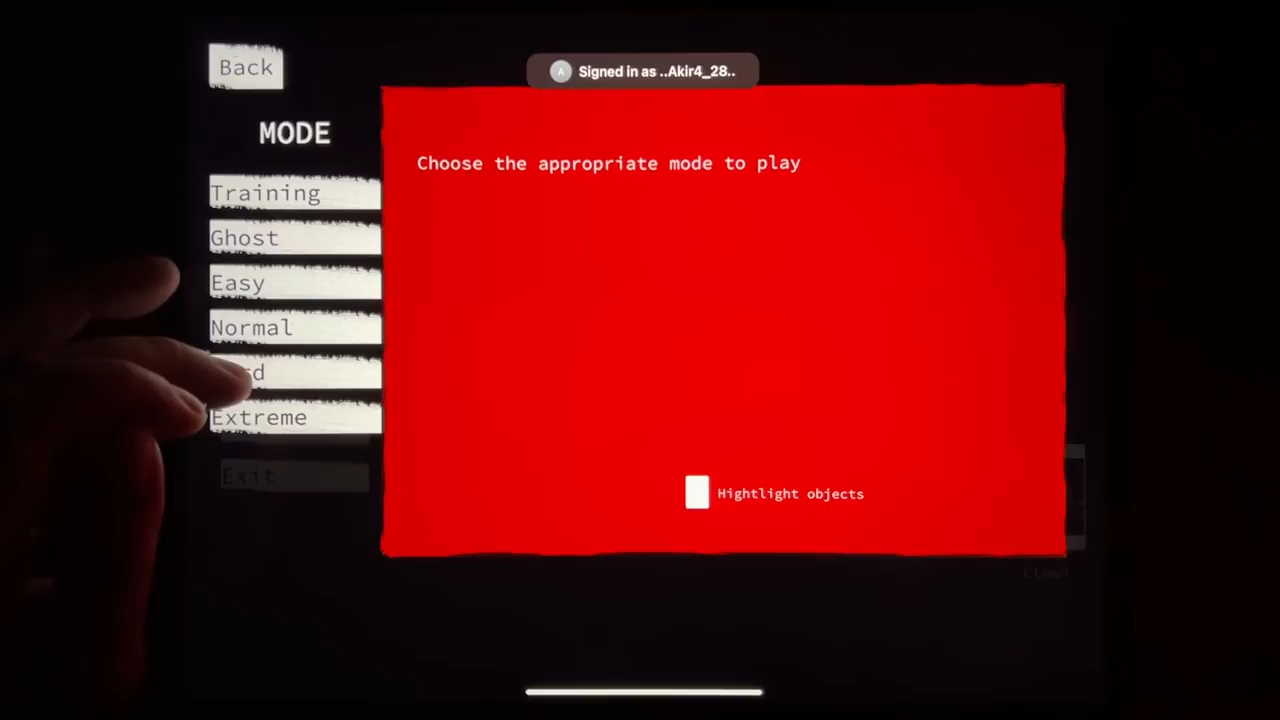 Back
A
Signed in as ..Akir4_28..
MODE
Choose the appropriate mode to play
Training
Ghost
Easy
Normal
Extreme
Exit
Hightlight objects